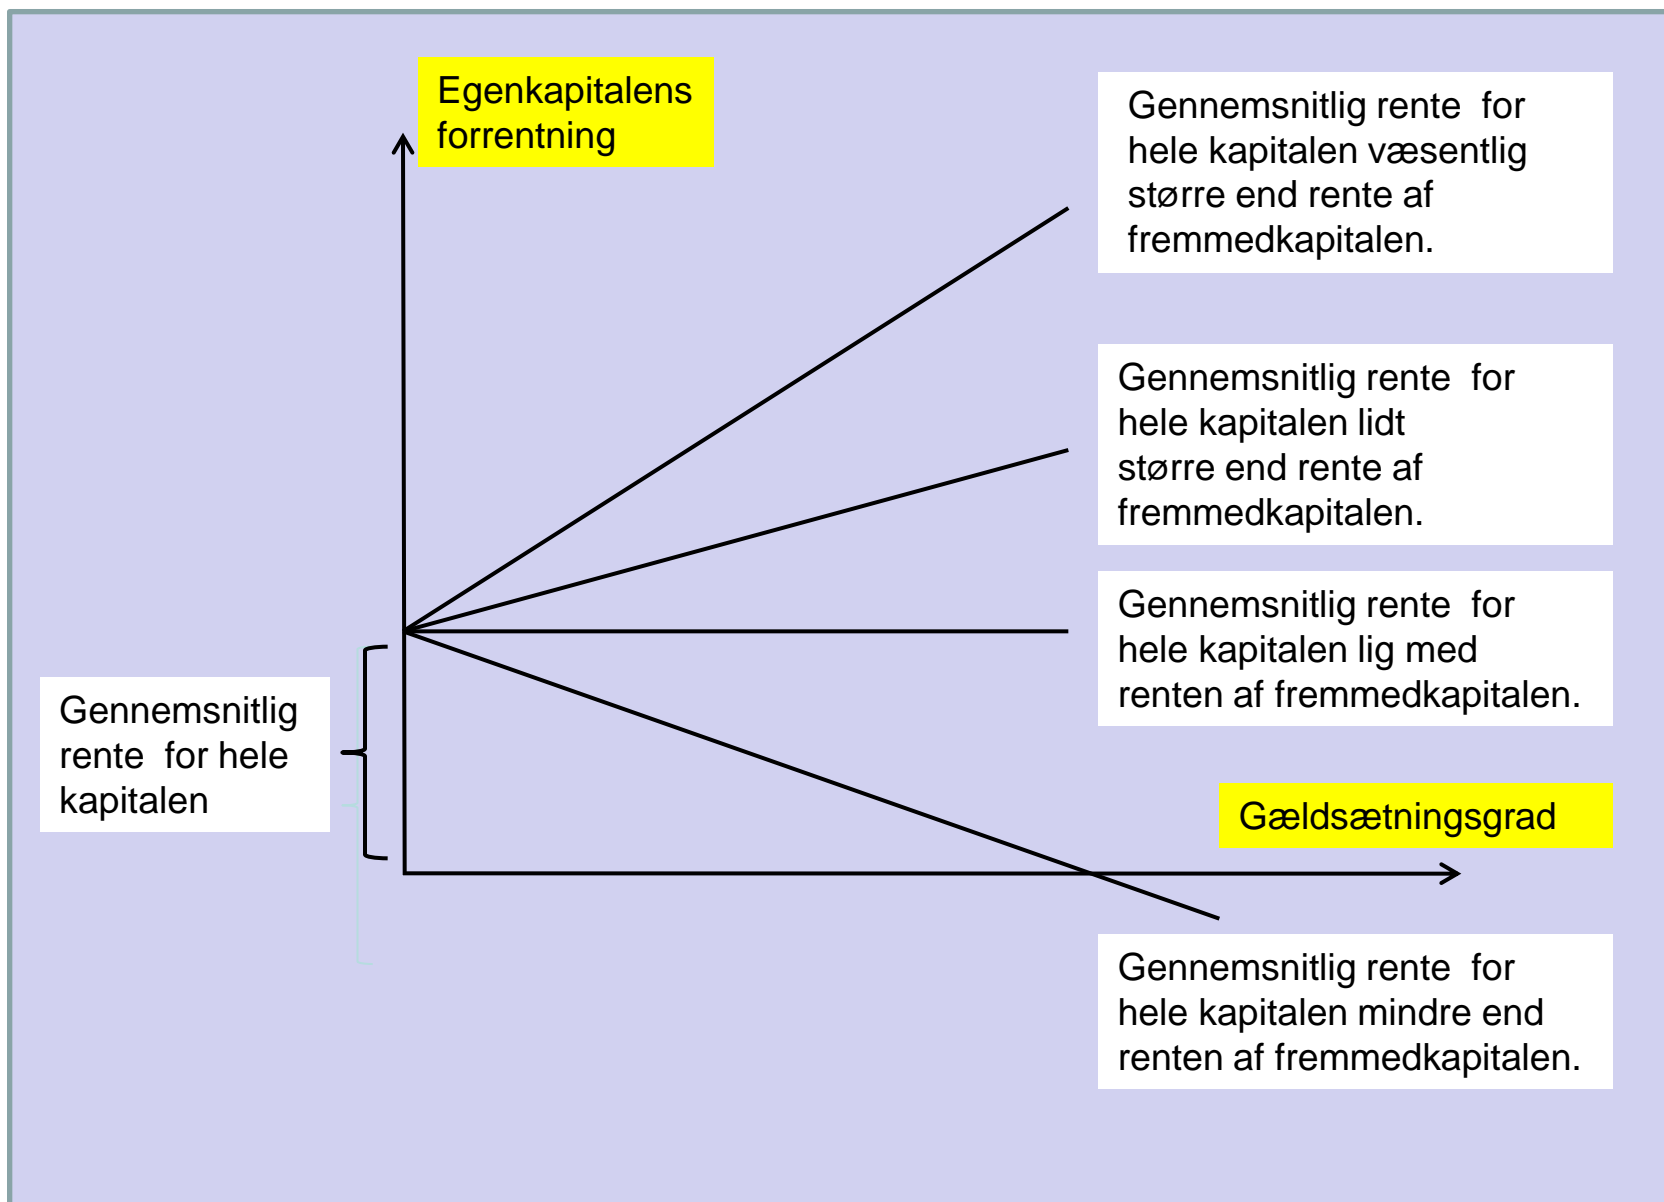 Egenkapitalens
forrentning
Gennemsnitlig rente  for
hele kapitalen væsentlig
større end rente af
fremmedkapitalen.
Gennemsnitlig rente  for
hele kapitalen lidt
større end rente af
fremmedkapitalen.
Gennemsnitlig rente  for
hele kapitalen lig med
renten af fremmedkapitalen.
Gennemsnitlig
rente  for hele
kapitalen
Gældsætningsgrad
Gennemsnitlig rente  for
hele kapitalen mindre end
renten af fremmedkapitalen.